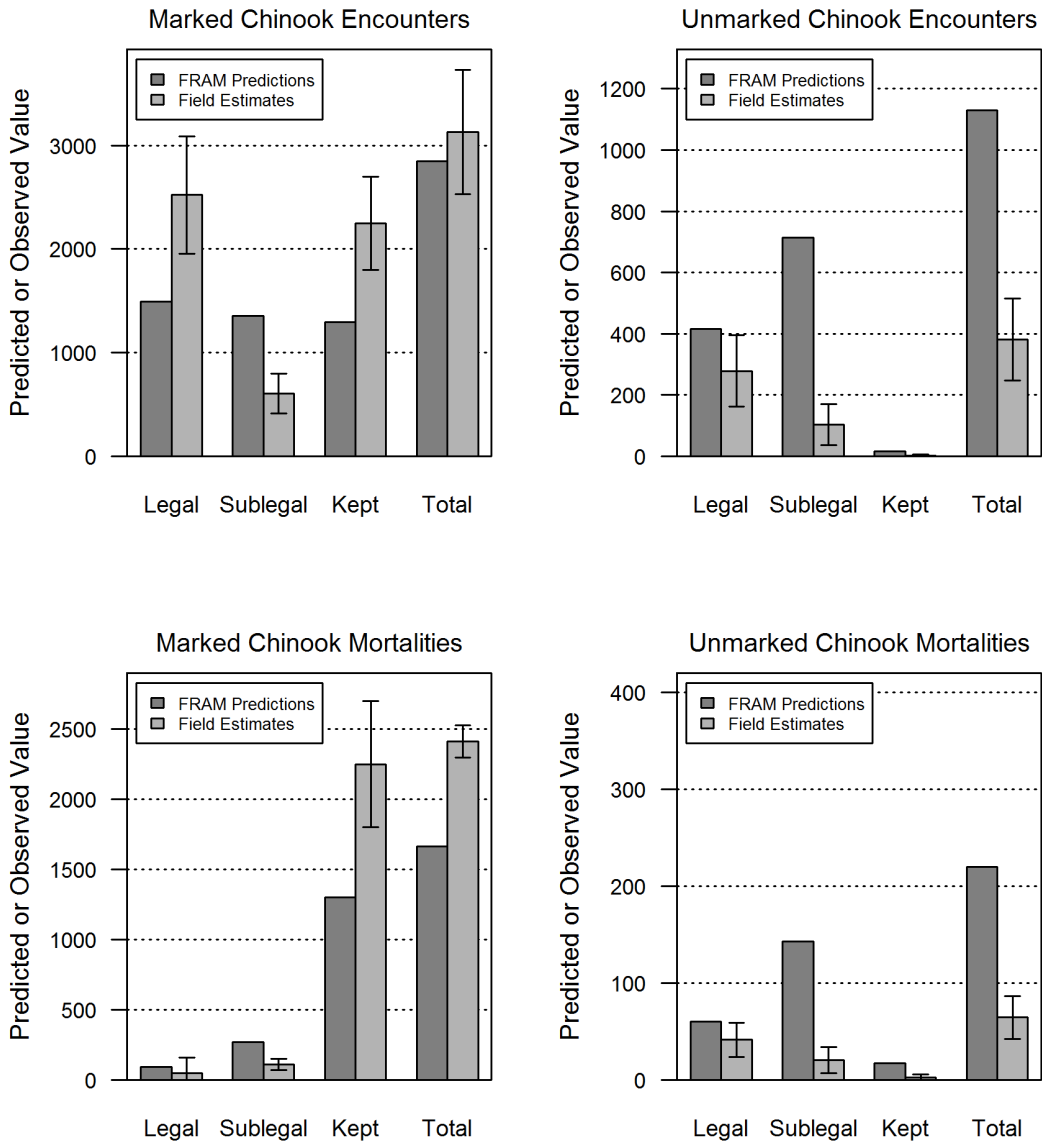 Marked Chinook Encounters
Predicted or Observed Value
FRAM Predictions
Field Estimates
3000
2000
1000
0
Legal Sublegal Kept Total
Unmarked Chinook Encounters
Predicted or Observed Value
FRAM Predictions
Field Estimates
1200
1000
800
600
400
200
0
Legal Sublegal Kept Total
Marked Chinook Mortalities
Predicted or Observed Value
FRAM Predictions
Field Estimates
2500
2000
1500
1000
500
0
Legal Sublegal Kept Total
Unmarked Chinook Mortalities
Predicted or Observed Value
FRAM Predictions
Field Estimates
400
300
200
100
0
Legal Sublegal Kept Total